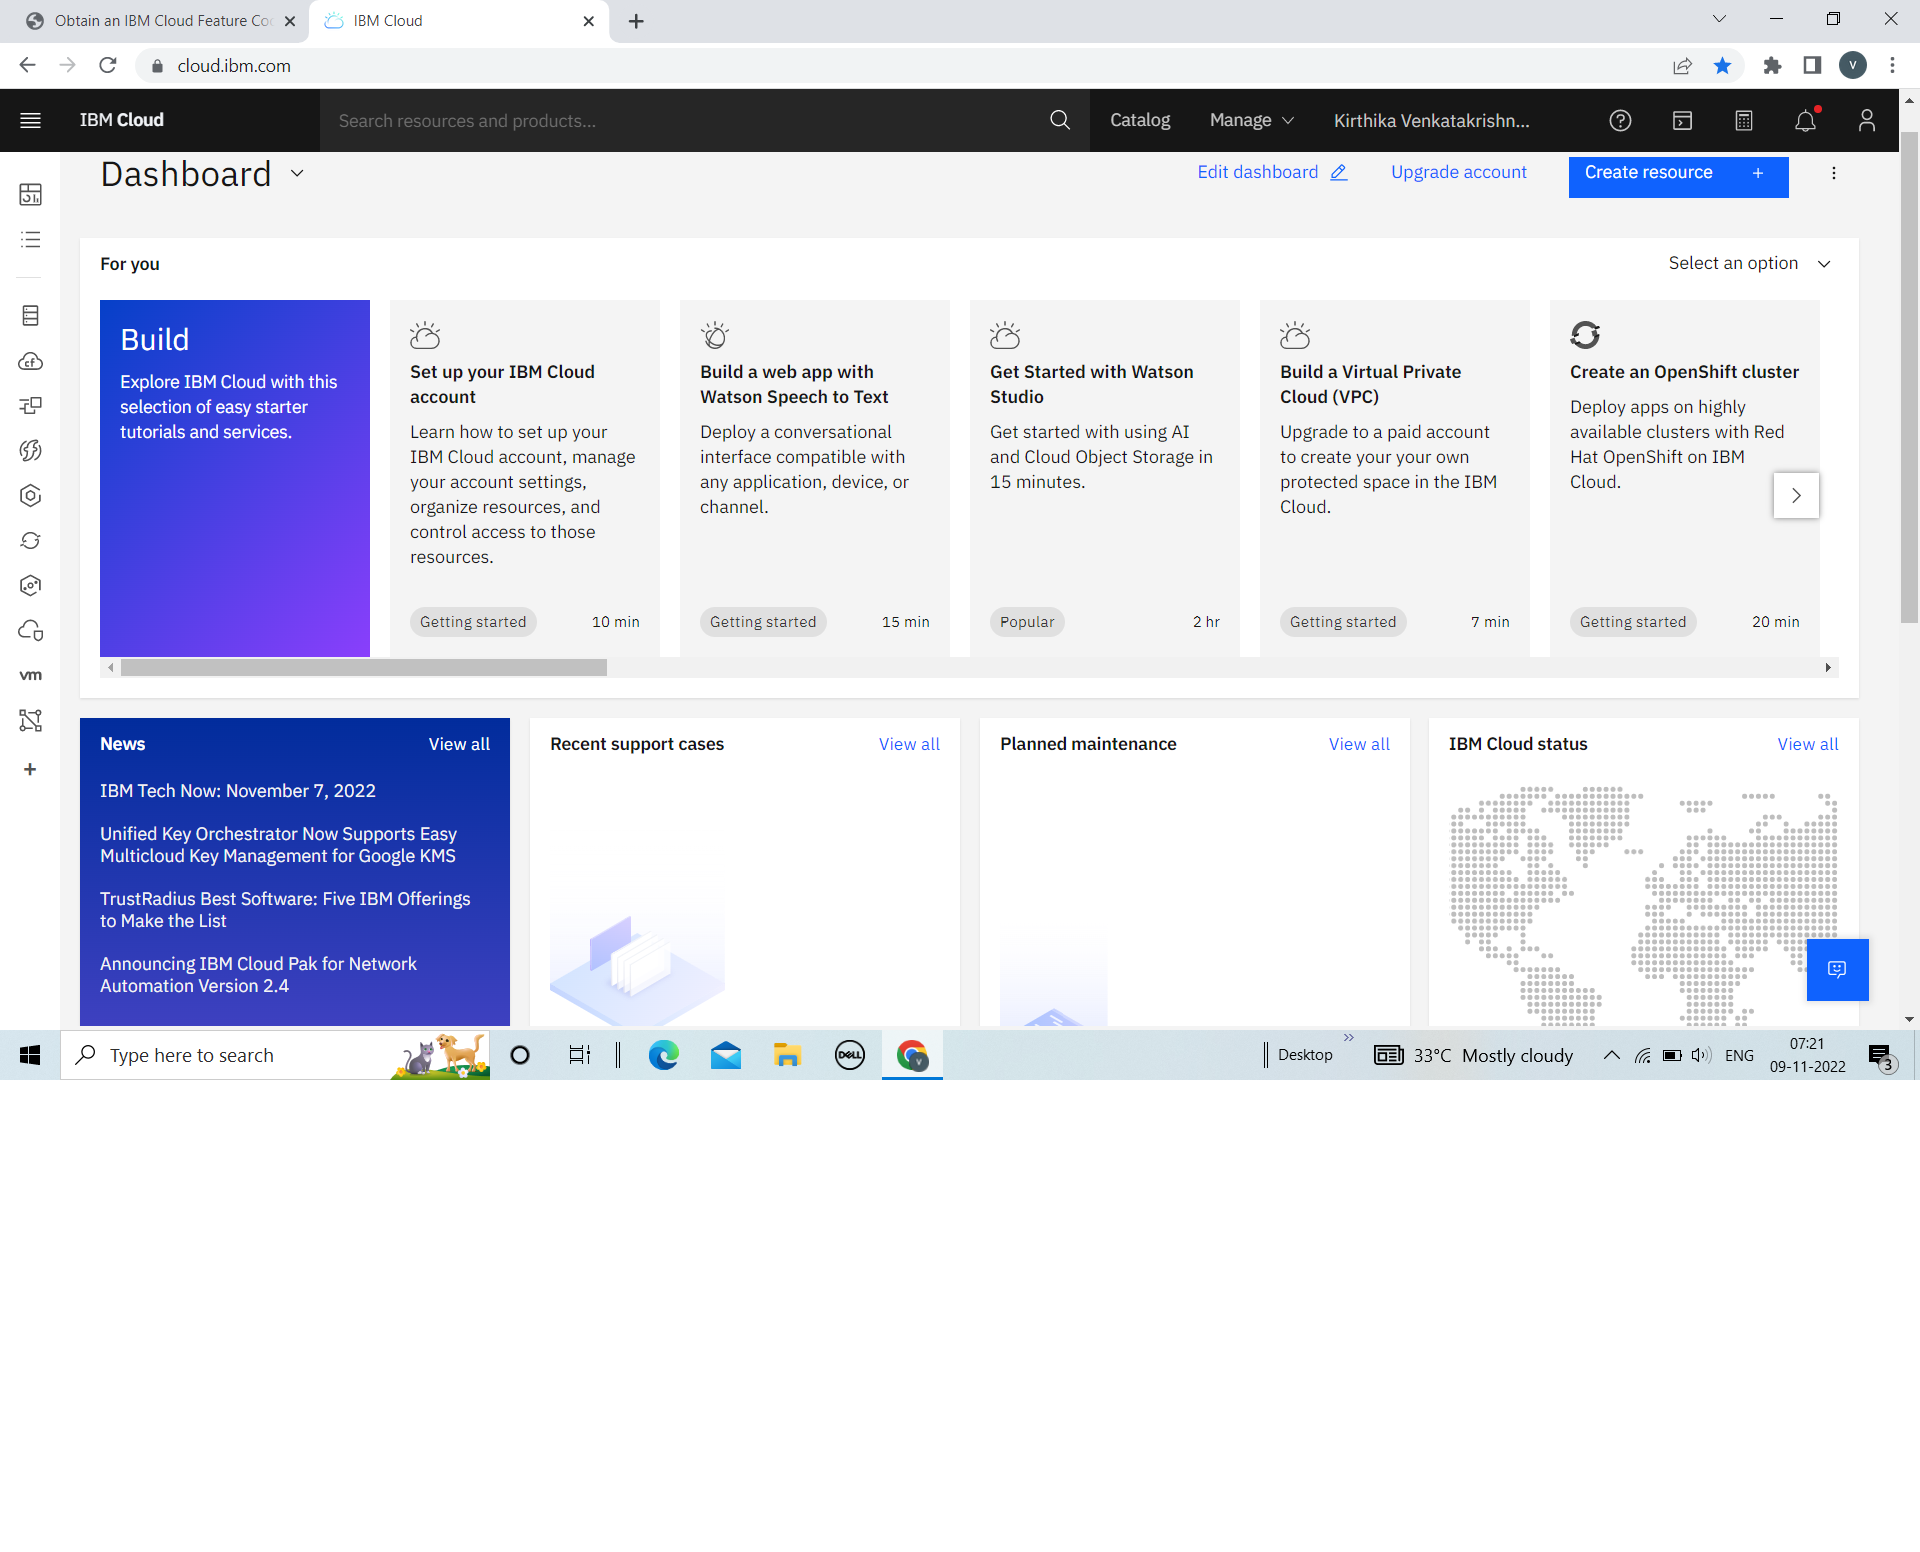 Obtain an IBM Cloud Feature Co
IBM Cloud
cloud.ibm.com
V
IBM Cloud
Search resources and products...
Catalog
Manage
Kirthika Venkatakrishn...
Dashboard
Edit dashboard
Upgrade account
Create resource +
For you
Select an option
Build
Explore IBM Cloud with this
selection of easy starter
tutorials and services.
Set up your IBM Cloud
account
Learn how to set up your
IBM Cloud account, manage
your account settings,
organize resources, and
control access to those
resources.
Getting started
10 min
Build a web app with
Watson Speech to Text
Deploy a conversational
interface compatible with
any application, device, or
channel.
Getting started
15 min
Get Started with Watson
Studio
Get started with using AI
and Cloud Object Storage in
15 minutes.
Popular
2 hr
Build a Virtual Private
Cloud (VPC)
Upgrade to a paid account
to create your your own
protected space in the IBM
Cloud.
Getting started
7 min
Create an OpenShift cluster
Deploy apps on highly
available clusters with Red
Hat OpenShift on IBM
Cloud.
Getting started
20 min
cf
vm
News
View all
IBM Tech Now: November 7, 2022
Unified Key Orchestrator Now Supports Easy
Multicloud Key Management for Google KMS
TrustRadius Best Software: Five IBM Offerings
to Make the List
Announcing IBM Cloud Pak for Network
Automation Version 2.4
Recent support cases
View all
Planned maintenance
View all
IBM Cloud status
View all
Type here to search
DELL
V
Desktop
33°C Mostly cloudy
ENG
07:21
09-11-2022
3